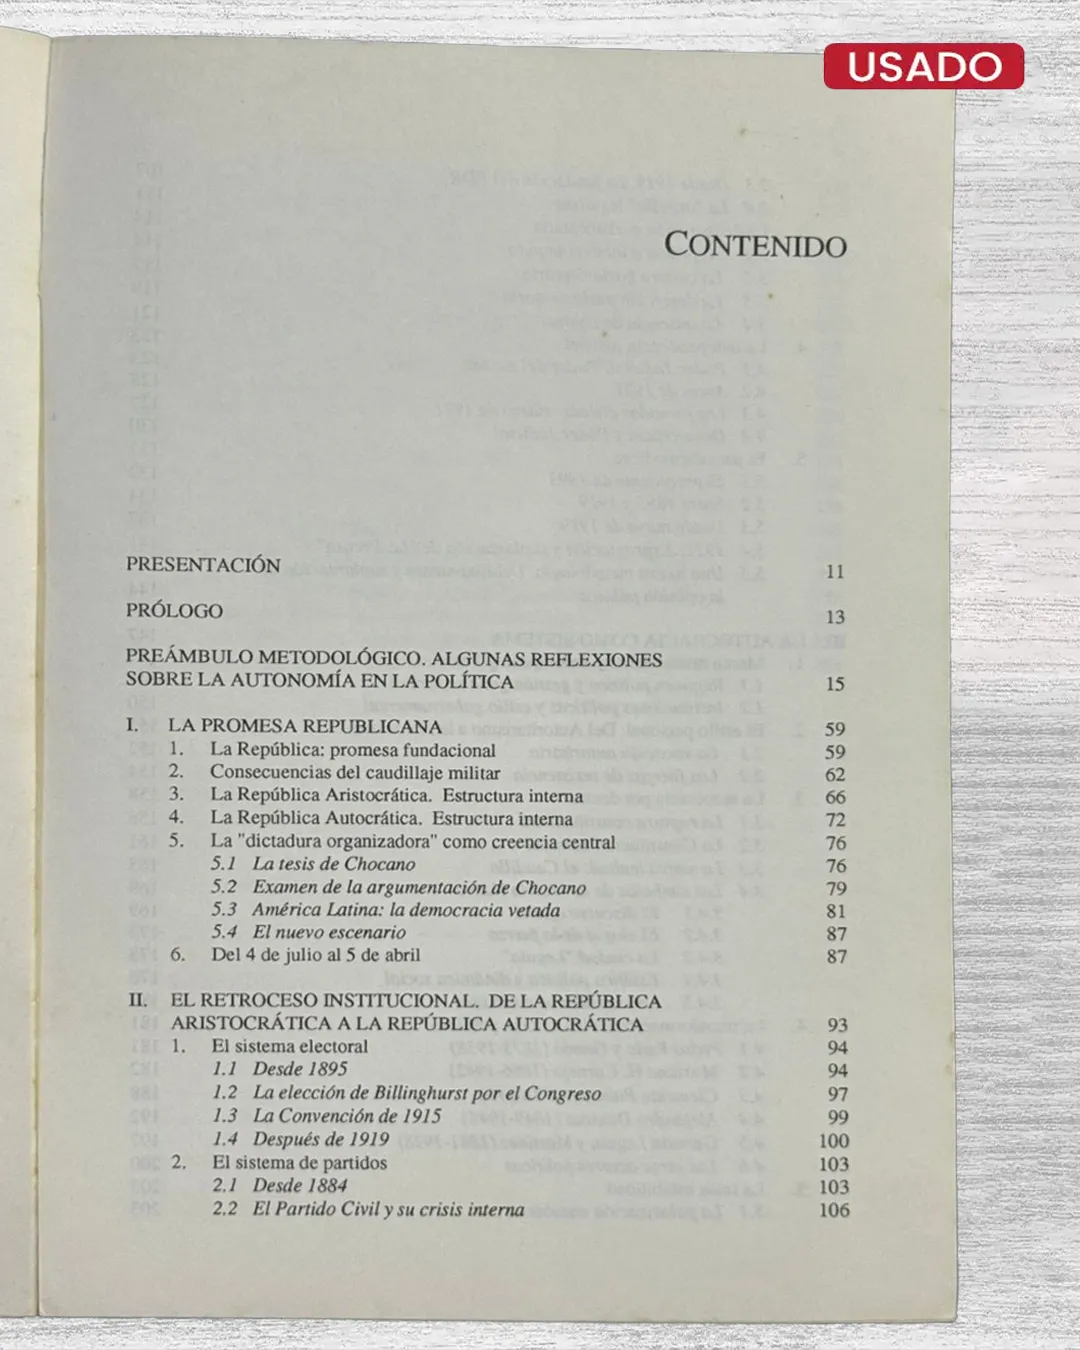 USADO
CONTENIDO
PRESENTACIÓN 11
PRÓLOGO 13
PREÁMBULO METODOLÓGICO. ALGUNAS REFLEXIONES
SOBRE LA AUTONOMÍA EN LA POLÍTICA 15
I. LA PROMESA REPUBLICANA 59
1. La República: promesa fundacional 59
2. Consecuencias del caudillaje militar 62
3. La República Aristocrática. Estructura interna 66
4. La República Autocrática. Estructura interna 72
5. La "dictadura organizadora" como creencia central 76
5.1 La tesis de Chocano 76
5.2 Examen de la argumentación de Chocano 79
5.3 América Latina: la democracia vetada 81
5.4 El nuevo escenario 87
6. Del 4 de julio al 5 de abril 87
II. EL RETROCESO INSTITUCIONAL. DE LA REPÚBLICA
ARISTOCRÁTICA A LA REPÚBLICA AUTOCRÁTICA 93
1. El sistema electoral 94
1.1 Desde 1895 94
1.2 La elección de Billinghurst por el Congreso 97
1.3 La Convención de 1915 99
1.4 Después de 1919 100
2. El sistema de partidos 103
2.1 Desde 1884 103
2.2 El Partido Civil y su crisis interna 106